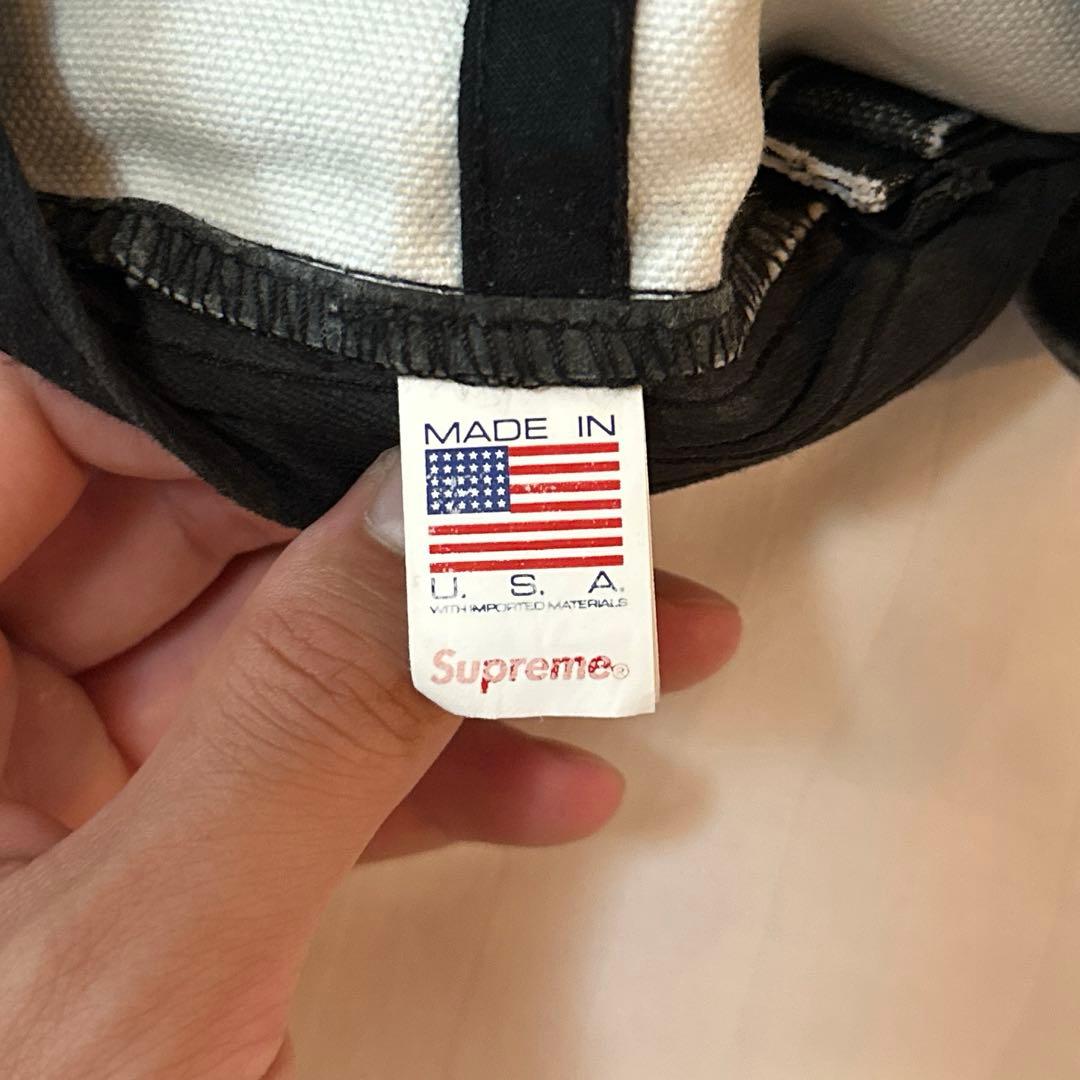 MADE IN
U. S. A.
WITH IMPORTED MATERIALS
Supreme®